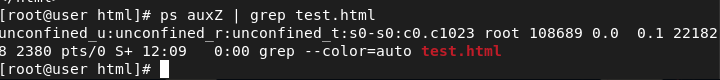 [root@user html]# ps auxZ | grep test.html
unconfined_u:unconfined_r:unconfined_t:s0-s0:c0.c1023 root 108689 0.0  0.1 22182
8 2380 pts/0 S+ 12:09   0:00 grep --color=auto test.html
[root@user html]#